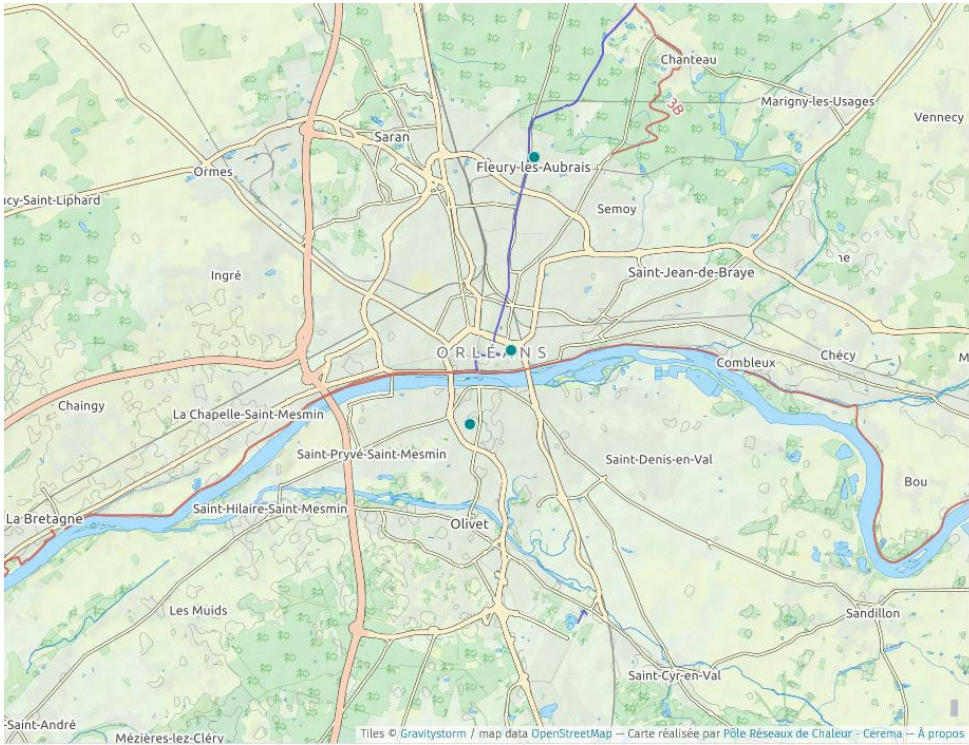 Chanteau
3B
Marigny-les-Usages
Vennecy
Saran
Fleury-les-Aubrais
Ormes
cy-Saint-Liphard
Semoy
Ingré
Saint-Jean-de-Braye
ne
ORLÉANS
Combleux
Chécy
M
Chaingy
La Chapelle-Saint-Mesmin
Saint-Pryvé-Saint-Mesmin
Saint-Denis-en-Val
Bou
Saint-Hilaire-Saint-Mesmin
La Bretagne
Olivet
Les Muids
Sandillon
Saint-Cyr-en-Val
-Saint-André
Mézières-lez-Cléry
Tiles © Gravitystorm / map data OpenStreetMap — Carte réalisée par Pôle Réseaux de Chaleur - Cerema — À propos